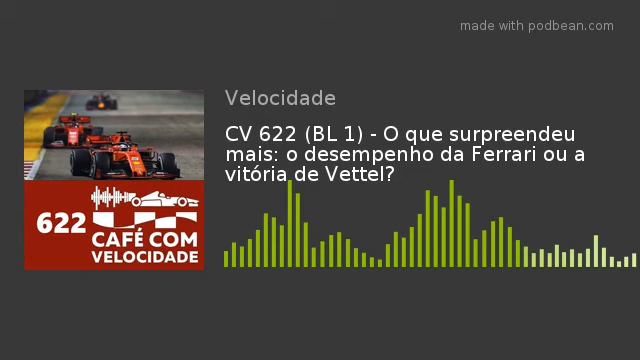 made with podbean.com
Velocidade
CV 622 (BL 1) - O que surpreendeu
mais: o desempenho da Ferrari ou a
vitória de Vettel?
622
CAFÉ COM
VELOCIDADE